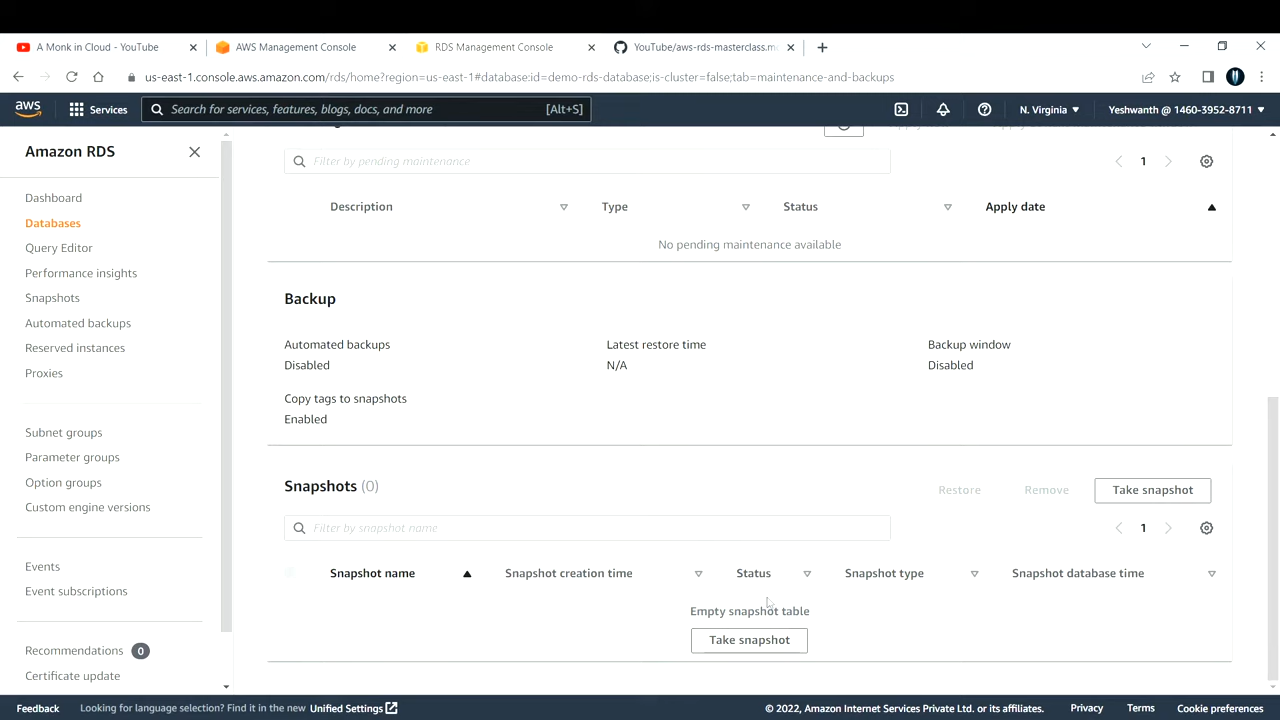 A Monk in Cloud - YouTube
AWS Management Console
RDS Management Console
YouTube/aws-rds-masterclass.m
us-east-1.console.aws.amazon.com/rds/home?region=us-east-1#database:id=demo-rds-database;is-cluster=false;tab=maintenance-and-backups
aws
Services
Search for services, features, blogs, docs, and more
[Alt+S]
N. Virginia
Yeshwanth @ 1460-3952-8711
Amazon RDS
Dashboard
Databases
Query Editor
Performance insights
Snapshots
Automated backups
Reserved instances
Proxies
Subnet groups
Parameter groups
Option groups
Custom engine versions
Events
Event subscriptions
Recommendations 0
Certificate update
Filter by pending maintenance
1
Description Type Status Apply date
No pending maintenance available
Backup
Automated backups Latest restore time Backup window
Disabled N/A Disabled
Copy tags to snapshots
Enabled
Snapshots (0)
Restore Remove Take snapshot
Filter by snapshot name
1
Snapshot name Snapshot creation time Status Snapshot type Snapshot database time
Empty snapshot table
Take snapshot
Feedback Looking for language selection? Find it in the new Unified Settings © 2022, Amazon Internet Services Private Ltd. or its affiliates. Privacy Terms Cookie preferences